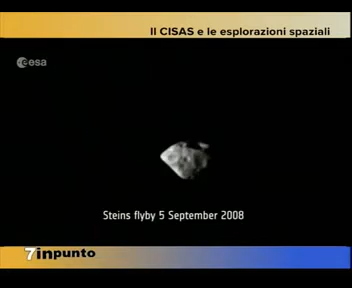 Il CISAS e le esplorazioni spaziali
esa
Steins flyby 5 September 2008
7inpunto